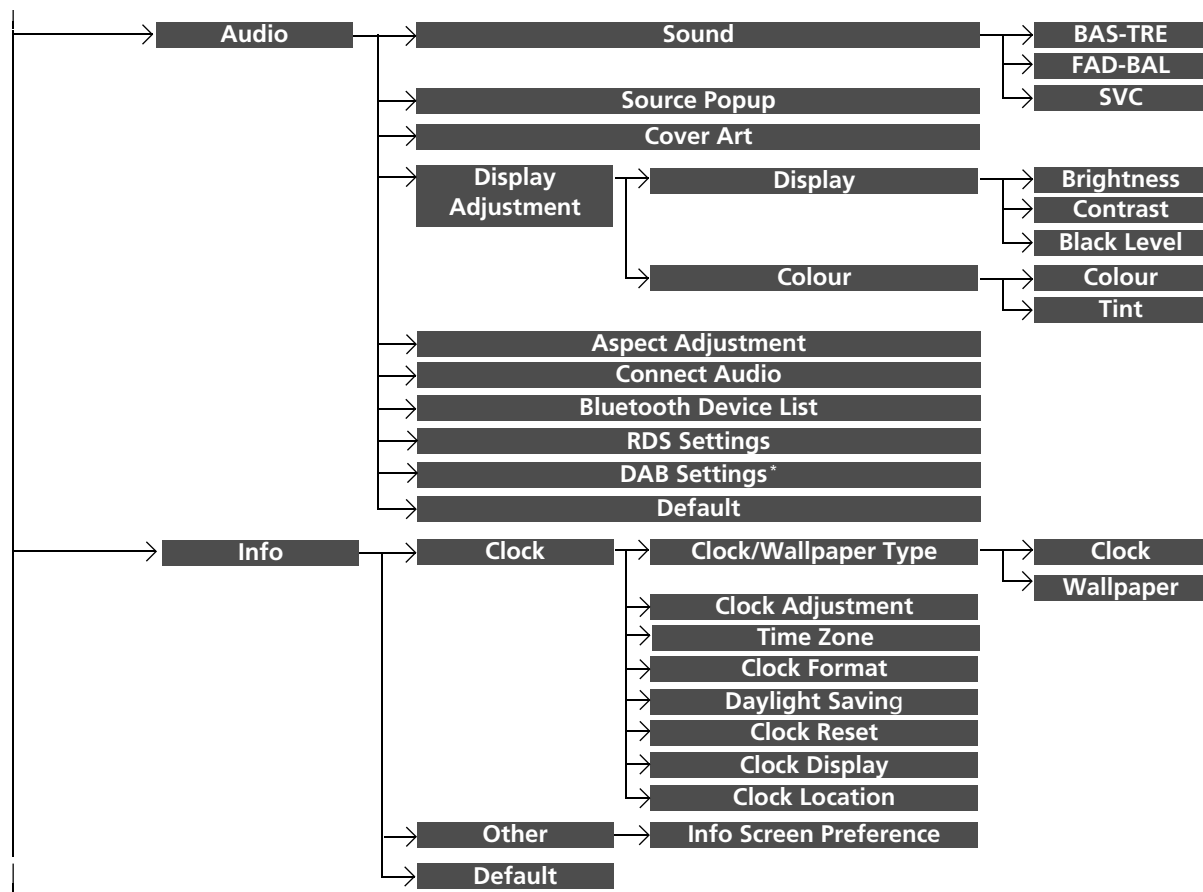 Audio
Sound
BAS-TRE
FAD-BAL
SVC
Source Popup
Cover Art
Display
Adjustment
Display
Brightness
Contrast
Black Level
Colour
Colour
Tint
Aspect Adjustment
Connect Audio
Bluetooth Device List
RDS Settings
DAB Settings*
Default
Info
Clock
Clock/Wallpaper Type
Clock
Wallpaper
Clock Adjustment
Time Zone
Clock Format
Daylight Saving
Clock Reset
Clock Display
Clock Location
Other
Info Screen Preference
Default